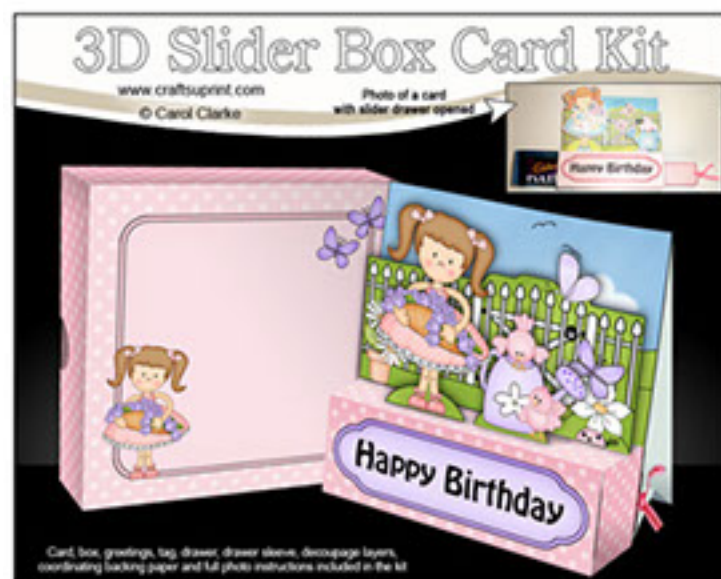 3D Slider Box Card Kit
www.craftsuprint.com
© Carol Clarke
Photo of a card
with slider drawer opened
Happy Birthday
Happy Birthday
Card, box, greetings, tag, drawer, drawer sleeve, decoupage layers,
coordinating backing paper and full photo instructions included in the kit